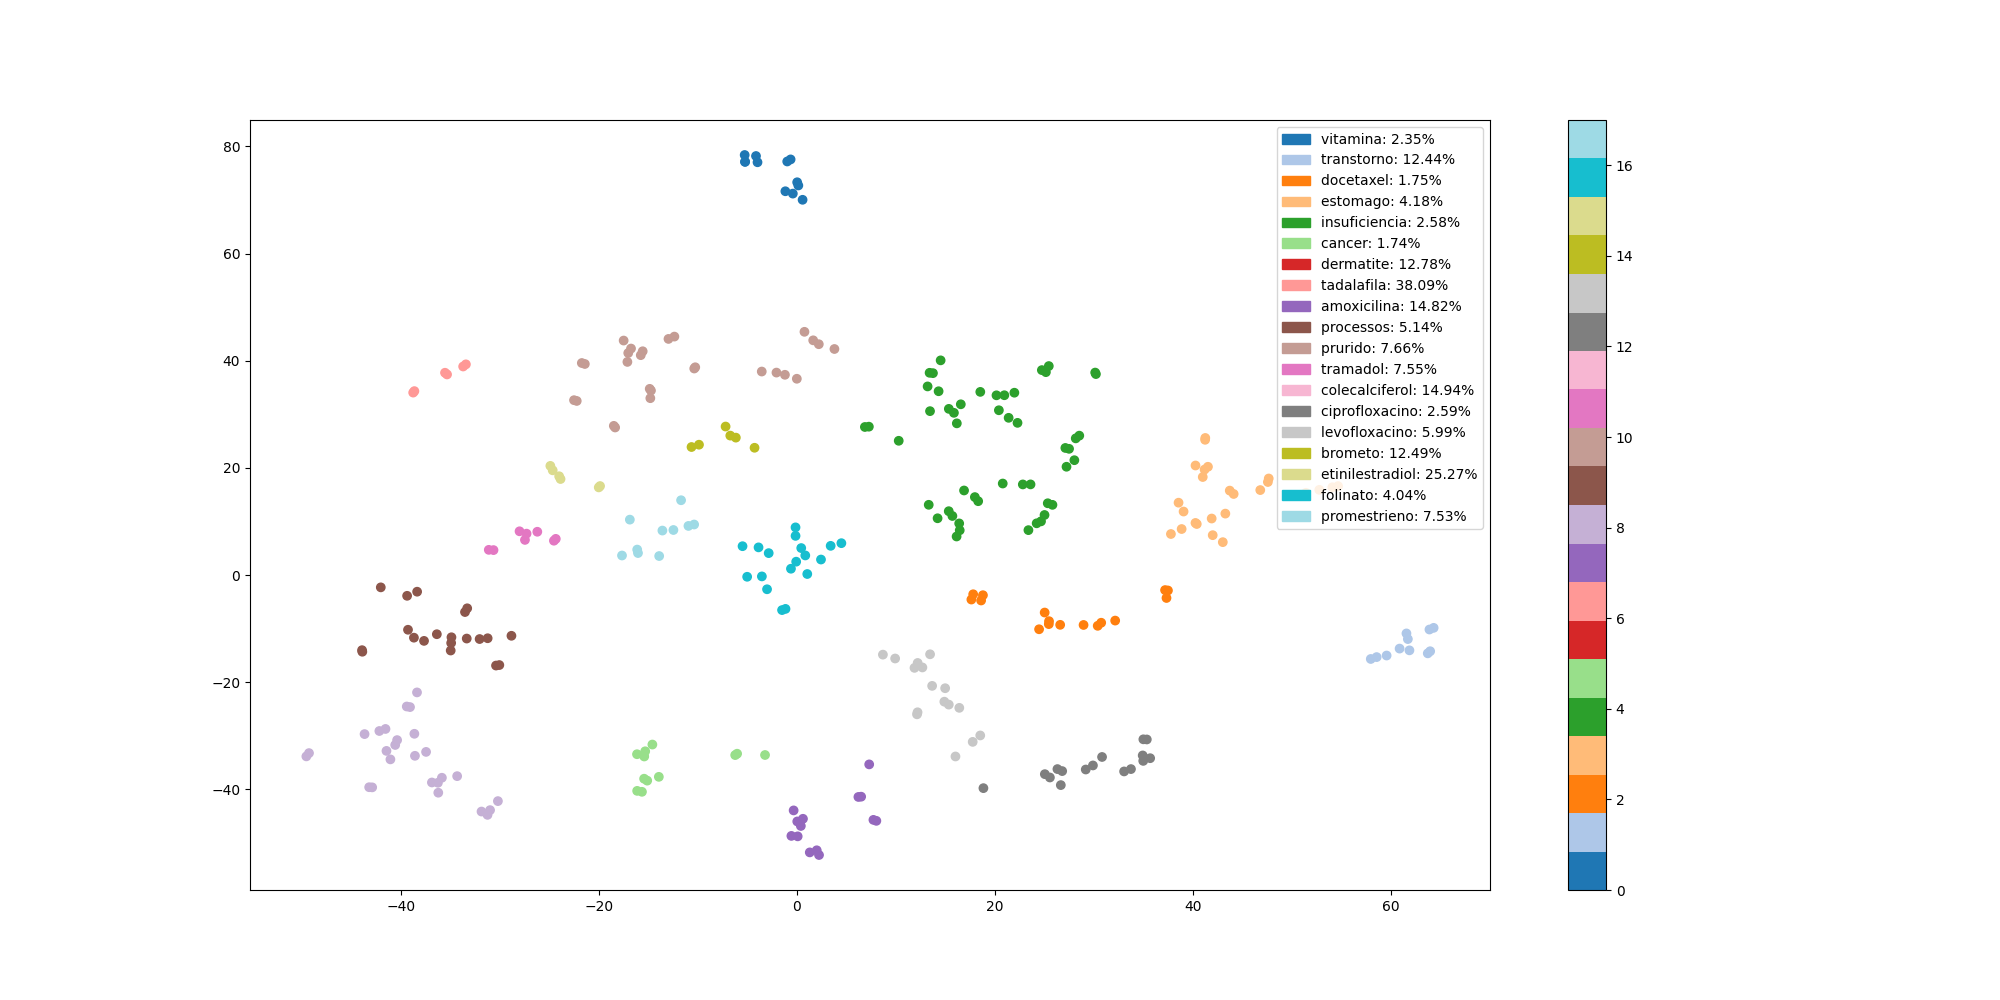 80
60
40
20
0
−20
−40
−40
−20
0
20
40
60
vitamina: 2.35%
transtorno: 12.44%
docetaxel: 1.75%
estomago: 4.18%
insuficiencia: 2.58%
cancer: 1.74%
dermatite: 12.78%
tadalafila: 38.09%
amoxicilina: 14.82%
processos: 5.14%
prurido: 7.66%
tramadol: 7.55%
colecalciferol: 14.94%
ciprofloxacino: 2.59%
levofloxacino: 5.99%
brometo: 12.49%
etinilestradiol: 25.27%
folinato: 4.04%
promestrieno: 7.53%
16
14
12
10
8
6
4
2
0